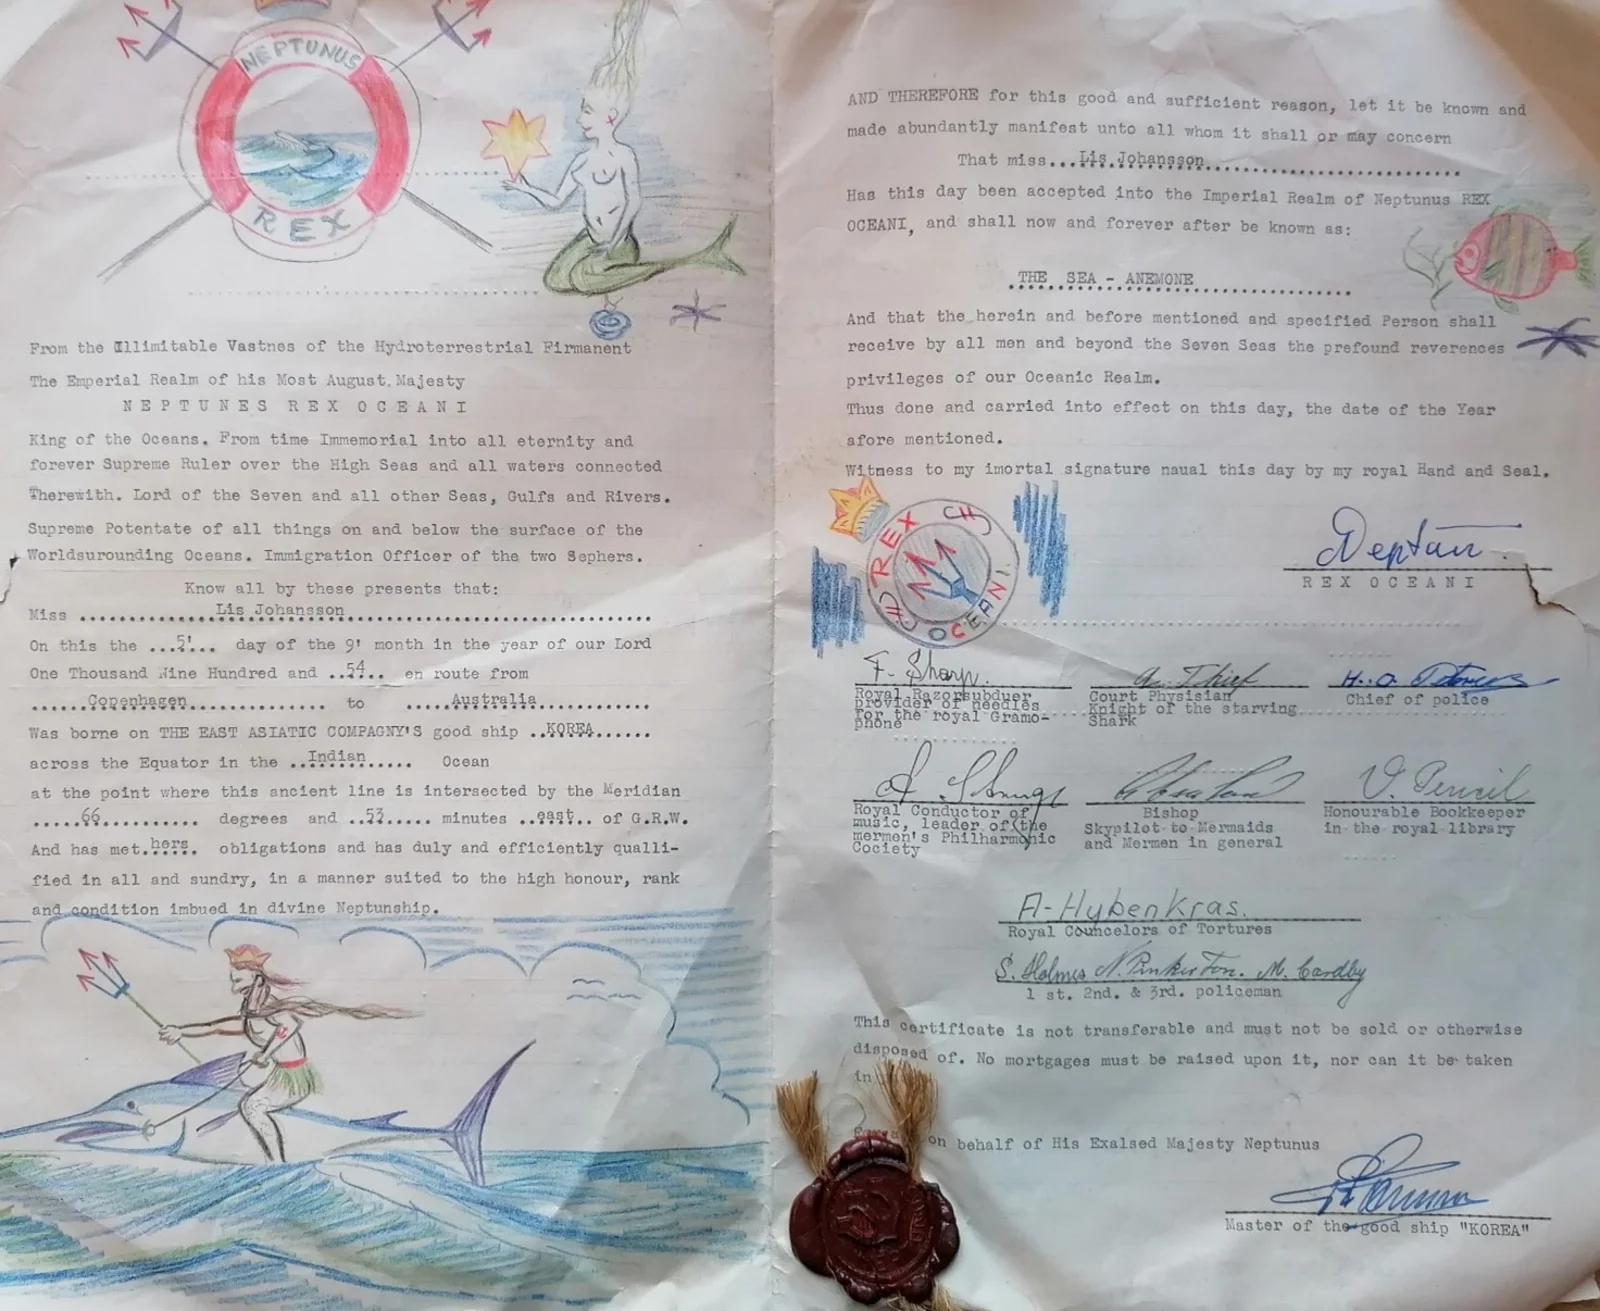 NEPTUNUS
REX
From the Illimitable Vastnes of the Hydroterrestrial Firmanent
The Emperial Realm of his Most August. Majesty
NEPTUNES REX OCEANI
King of the Oceans. From time Immemorial into all eternity and
forever Supreme Ruler over the High Seas and all waters connected
Therewith. Lord of the Seven and all other Seas, Gulfs and Rivers.
Supreme Potentate of all things on and below the surface of the
Worldsurounding Oceans. Immigration Officer of the two Sephers.
Know all by these presents that:
Miss Lis Johansson
On this the ...5'... day of the 9' month in the year of our Lord
One Thousand Nine Hundred and ..54.. en route from
Copenhagen to Australia
Was borne on THE EAST ASIATIC COMPAGNY'S good ship ..KOREA......
across the Equator in the ..Indian..... Ocean
at the point where this ancient line is intersected by the Meridian
.....66.......... degrees and ..53..... minutes ..east.. of G.R.W.
And has met.hers. obligations and has duly and efficiently qualli-
fied in all and sundry, in a manner suited to the high honour, rank
and condition imbued in divine Neptunship.
AND THEREFORE for this good and sufficient reason, let it be known and
made abundantly manifest unto all whom it shall or may concern
That miss...Lis Johansson
Has this day been accepted into the Imperial Realm of Neptunus REX
OCEANI, and shall now and forever after be known as:
THE SEA - ANEMONE
And that the herein and before mentioned and specified Person shall
receive by all men and beyond the Seven Seas the prefound reverences
privileges of our Oceanic Realm.
Thus done and carried into effect on this day, the date of the Year
afore mentioned.
Witness to my imortal signature naual this day by my royal Hand and Seal.
REX OCEANI
Neptun
REX OCEANI
F. Sharp. A. Thief H.O.
Royal Razorsubduer
provider of needles
for the royal Gramo-
phone
Court Physician
Knight of the starving
Shark
Chief of police
V. Pencil
Royal Conductor of
music, leader of the
mermen's Philharmonic
Society
Bishop
Skypilot to Mermaids
and Mermen in general
Honourable Bookkeeper
in the royal library
A-Hybenkras.
Royal Councelors of Tortures
S. Holmes N. Pinkerton. M. Cardby
1 st. 2nd. & 3rd. policeman
This certificate is not transferable and must not be sold or otherwise
disposed of. No mortgages must be raised upon it, nor can it be taken
in
on behalf of His Exalsed Majesty Neptunus
Master of the good ship "KOREA"